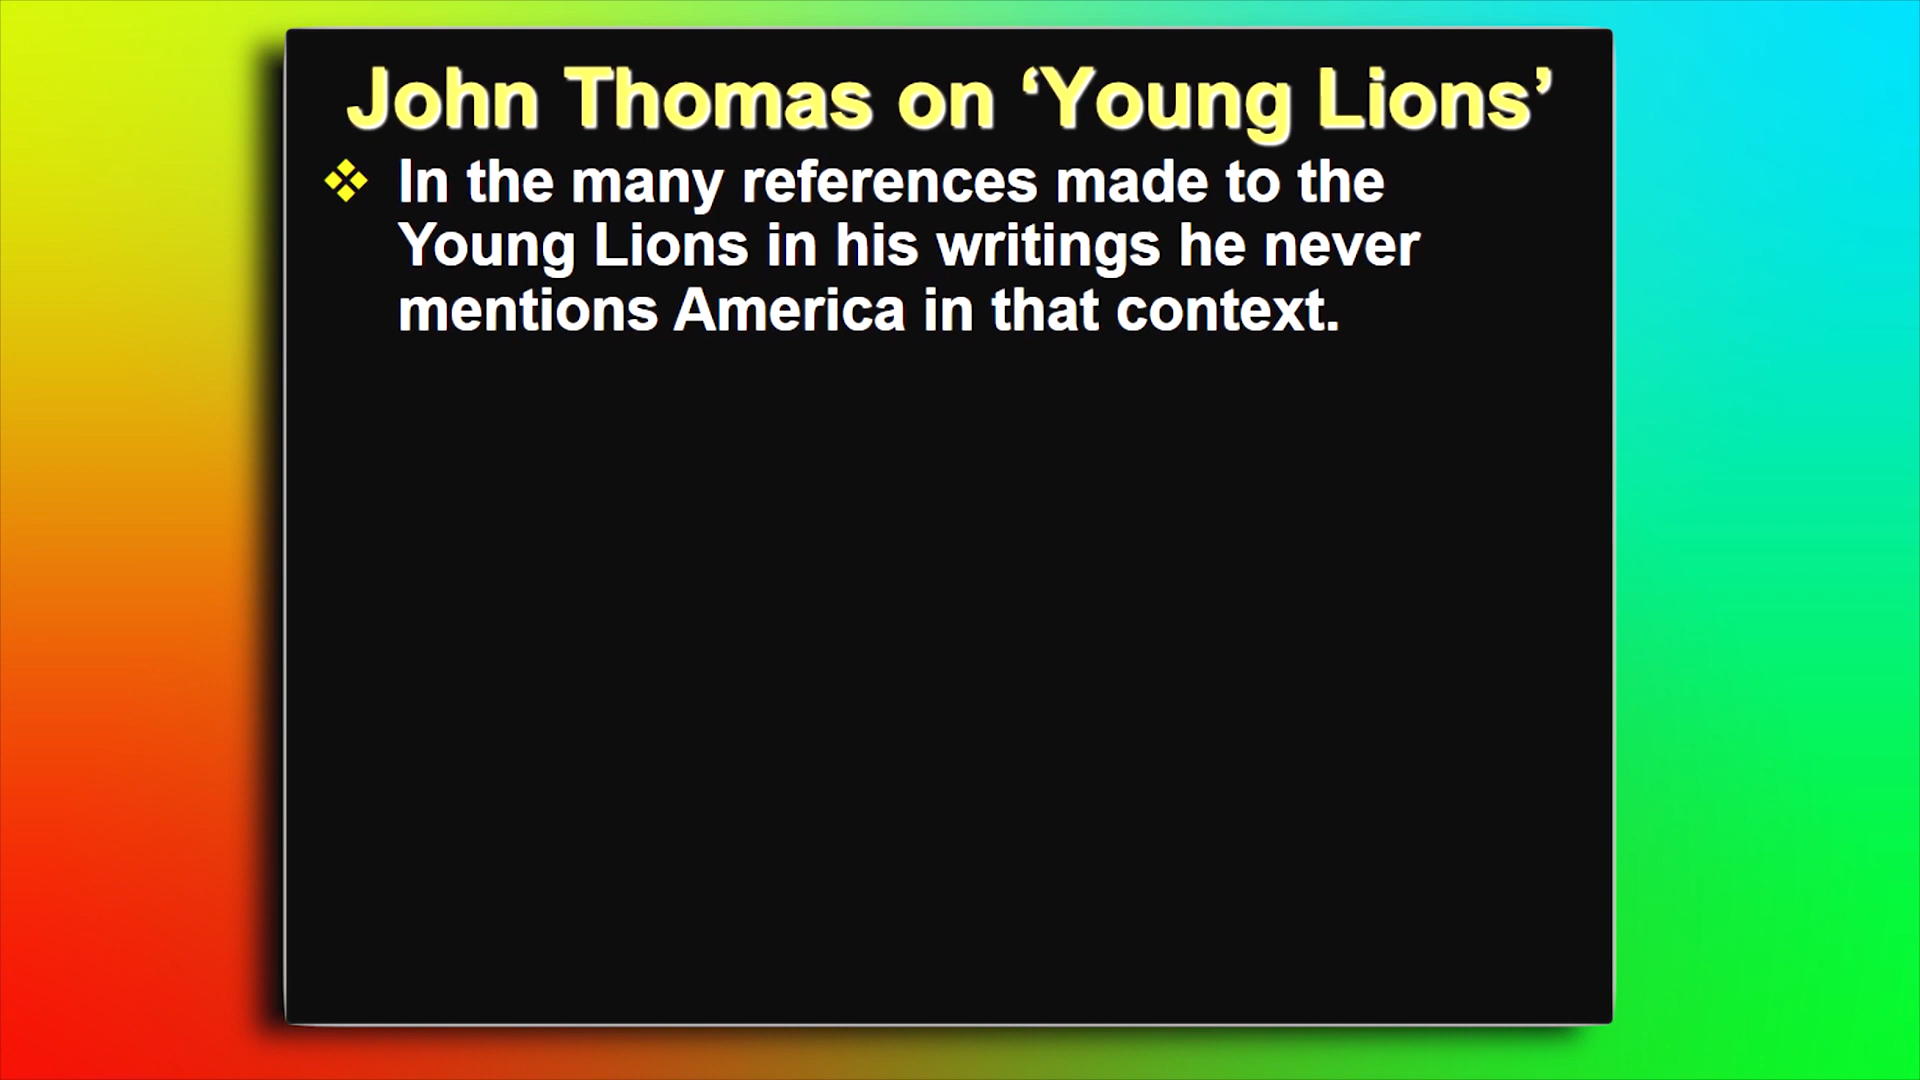 John Thomas on ‘Young Lions’
❖ In the many references made to the
Young Lions in his writings he never
mentions America in that context.